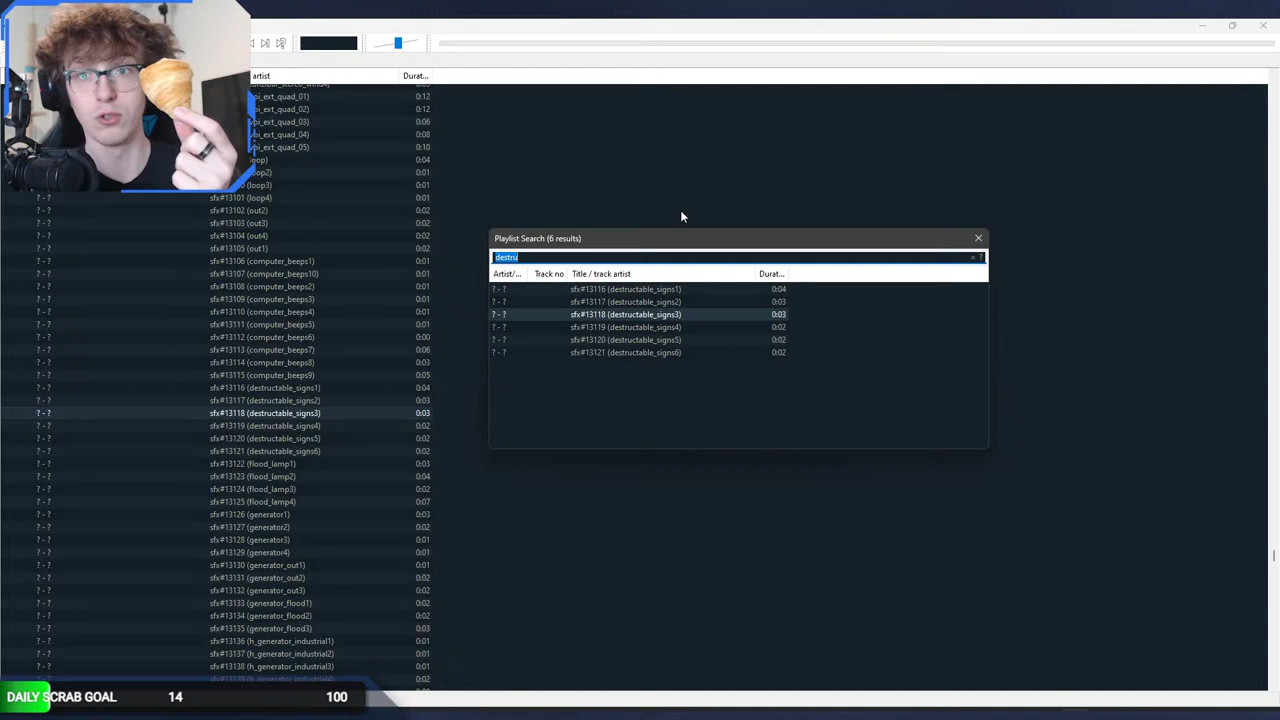 artist Durat...
bi_ext_quad_01) 0:12
bi_ext_quad_02) 0:12
bi_ext_quad_03) 0:06
bi_ext_quad_04) 0:08
bi_ext_quad_05) 0:10
oop) 0:04
loop2) 0:01
loop3) 0:01
? - ? sfx#13101 (loop4) 0:01
? - ? sfx#13102 (out2) 0:02
? - ? sfx#13103 (out3) 0:02
? - ? sfx#13104 (out4) 0:02
? - ? sfx#13105 (out1) 0:02
? - ? sfx#13106 (computer_beeps1) 0:01
? - ? sfx#13107 (computer_beeps10) 0:01
? - ? sfx#13108 (computer_beeps2) 0:01
? - ? sfx#13109 (computer_beeps3) 0:01
? - ? sfx#13110 (computer_beeps4) 0:01
? - ? sfx#13111 (computer_beeps5) 0:01
? - ? sfx#13112 (computer_beeps6) 0:00
? - ? sfx#13113 (computer_beeps7) 0:06
? - ? sfx#13114 (computer_beeps8) 0:03
? - ? sfx#13115 (computer_beeps9) 0:05
? - ? sfx#13116 (destructable_signs1) 0:04
? - ? sfx#13117 (destructable_signs2) 0:03
? - ? sfx#13118 (destructable_signs3) 0:03
? - ? sfx#13119 (destructable_signs4) 0:02
? - ? sfx#13120 (destructable_signs5) 0:02
? - ? sfx#13121 (destructable_signs6) 0:02
? - ? sfx#13122 (flood_lamp1) 0:03
? - ? sfx#13123 (flood_lamp2) 0:04
? - ? sfx#13124 (flood_lamp3) 0:02
? - ? sfx#13125 (flood_lamp4) 0:07
? - ? sfx#13126 (generator1) 0:03
? - ? sfx#13127 (generator2) 0:02
? - ? sfx#13128 (generator3) 0:01
? - ? sfx#13129 (generator4) 0:01
? - ? sfx#13130 (generator_out1) 0:01
? - ? sfx#13131 (generator_out2) 0:02
? - ? sfx#13132 (generator_out3) 0:02
? - ? sfx#13133 (generator_flood1) 0:02
? - ? sfx#13134 (generator_flood2) 0:02
? - ? sfx#13135 (generator_flood3) 0:02
? - ? sfx#13136 (h_generator_industrial1) 0:01
? - ? sfx#13137 (h_generator_industrial2) 0:01
? - ? sfx#13138 (h_generator_industrial3) 0:01
Playlist Search (6 results)
destru × ?
Artist/... Track no Title / track artist Durat...
? - ? sfx#13116 (destructable_signs1) 0:04
? - ? sfx#13117 (destructable_signs2) 0:03
? - ? sfx#13118 (destructable_signs3) 0:03
? - ? sfx#13119 (destructable_signs4) 0:02
? - ? sfx#13120 (destructable_signs5) 0:02
? - ? sfx#13121 (destructable_signs6) 0:02
DAILY SCRAB GOAL 14 100